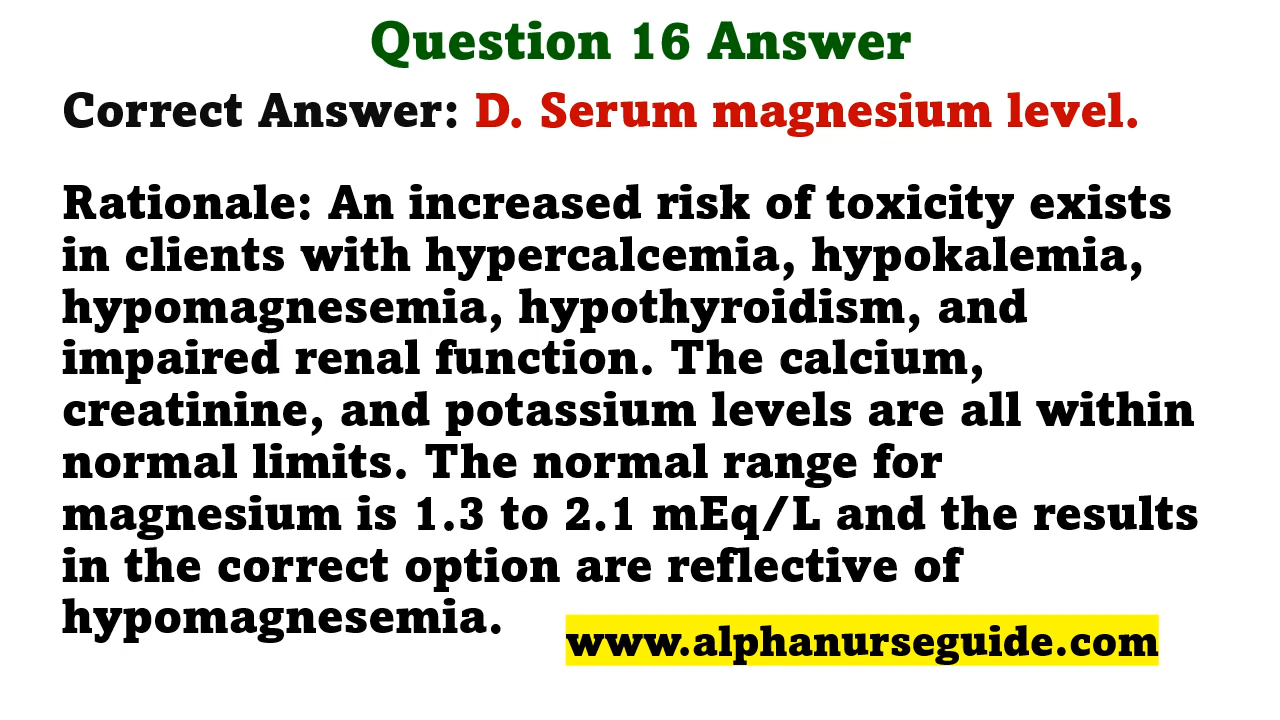 Question 16 Answer
Correct Answer: D. Serum magnesium level.
Rationale: An increased risk of toxicity exists
in clients with hypercalcemia, hypokalemia,
hypomagnesemia, hypothyroidism, and
impaired renal function. The calcium,
creatinine, and potassium levels are all within
normal limits. The normal range for
magnesium is 1.3 to 2.1 mEq/L and the results
in the correct option are reflective of
hypomagnesemia.
www.alphanurseguide.com